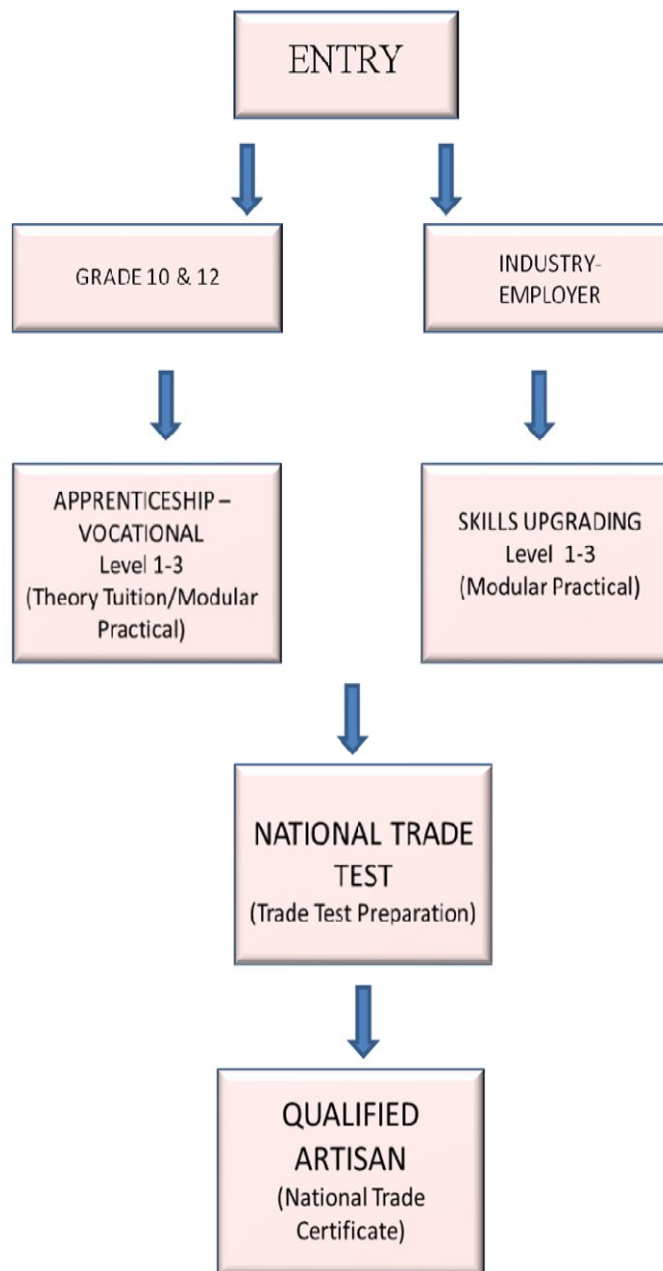 ENTRY
GRADE 10 & 12
INDUSTRY-
EMPLOYER
APPRENTICESHIP –
VOCATIONAL
Level 1-3
(Theory Tuition/Modular
Practical)
SKILLS UPGRADING
Level 1-3
(Modular Practical)
NATIONAL TRADE
TEST
(Trade Test Preparation)
QUALIFIED
ARTISAN
(National Trade
Certificate)